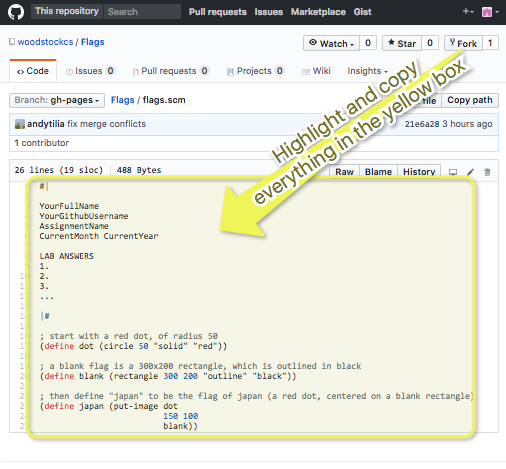 This repository Search Pull requests Issues Marketplace Gist
woodstockcs / Flags
Watch 0 Star 0 Fork 1
Code Issues 0 Pull requests 0 Projects 0 Wiki Insights
Branch: gh-pages Flags / flags.scm file Copy path
andytilia fix merge conflicts 21e6a28 3 hours ago
1 contributor
Highlight and copy
everything in the yellow box
26 lines (19 sloc) 488 Bytes Raw Blame History
#|
YourFullName
YourGithubUsername
AssignmentName
CurrentMonth CurrentYear
LAB ANSWERS
1.
2.
3.
...
|#
; start with a red dot, of radius 50
(define dot (circle 50 "solid" "red"))
; a blank flag is a 300x200 rectangle, which is outlined in black
(define blank (rectangle 300 200 "outline" "black"))
; then define "japan" to be the flag of japan (a red dot, centered on a blank rectangle)
(define japan (put-image dot
150 100
blank))